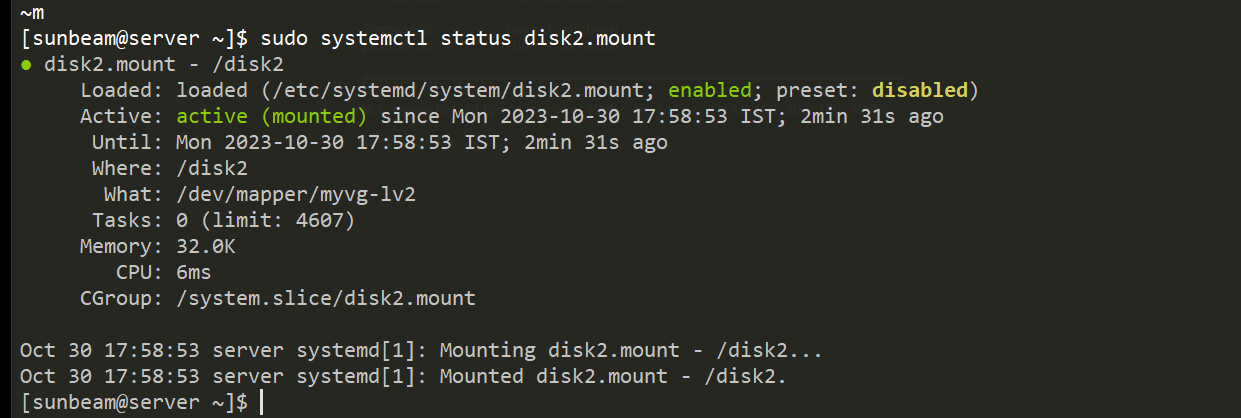 ~m
[sunbeam@server ~]$ sudo systemctl status disk2.mount
● disk2.mount - /disk2
     Loaded: loaded (/etc/systemd/system/disk2.mount; enabled; preset: disabled)
     Active: active (mounted) since Mon 2023-10-30 17:58:53 IST; 2min 31s ago
      Until: Mon 2023-10-30 17:58:53 IST; 2min 31s ago
      Where: /disk2
       What: /dev/mapper/myvg-lv2
      Tasks: 0 (limit: 4607)
     Memory: 32.0K
        CPU: 6ms
     CGroup: /system.slice/disk2.mount
Oct 30 17:58:53 server systemd[1]: Mounting disk2.mount - /disk2...
Oct 30 17:58:53 server systemd[1]: Mounted disk2.mount - /disk2.
[sunbeam@server ~]$